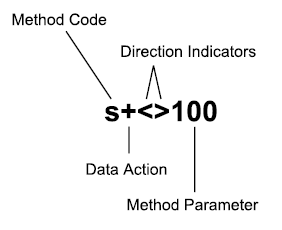 Method Code
Direction Indicators
s+<>100
Data Action
Method Parameter